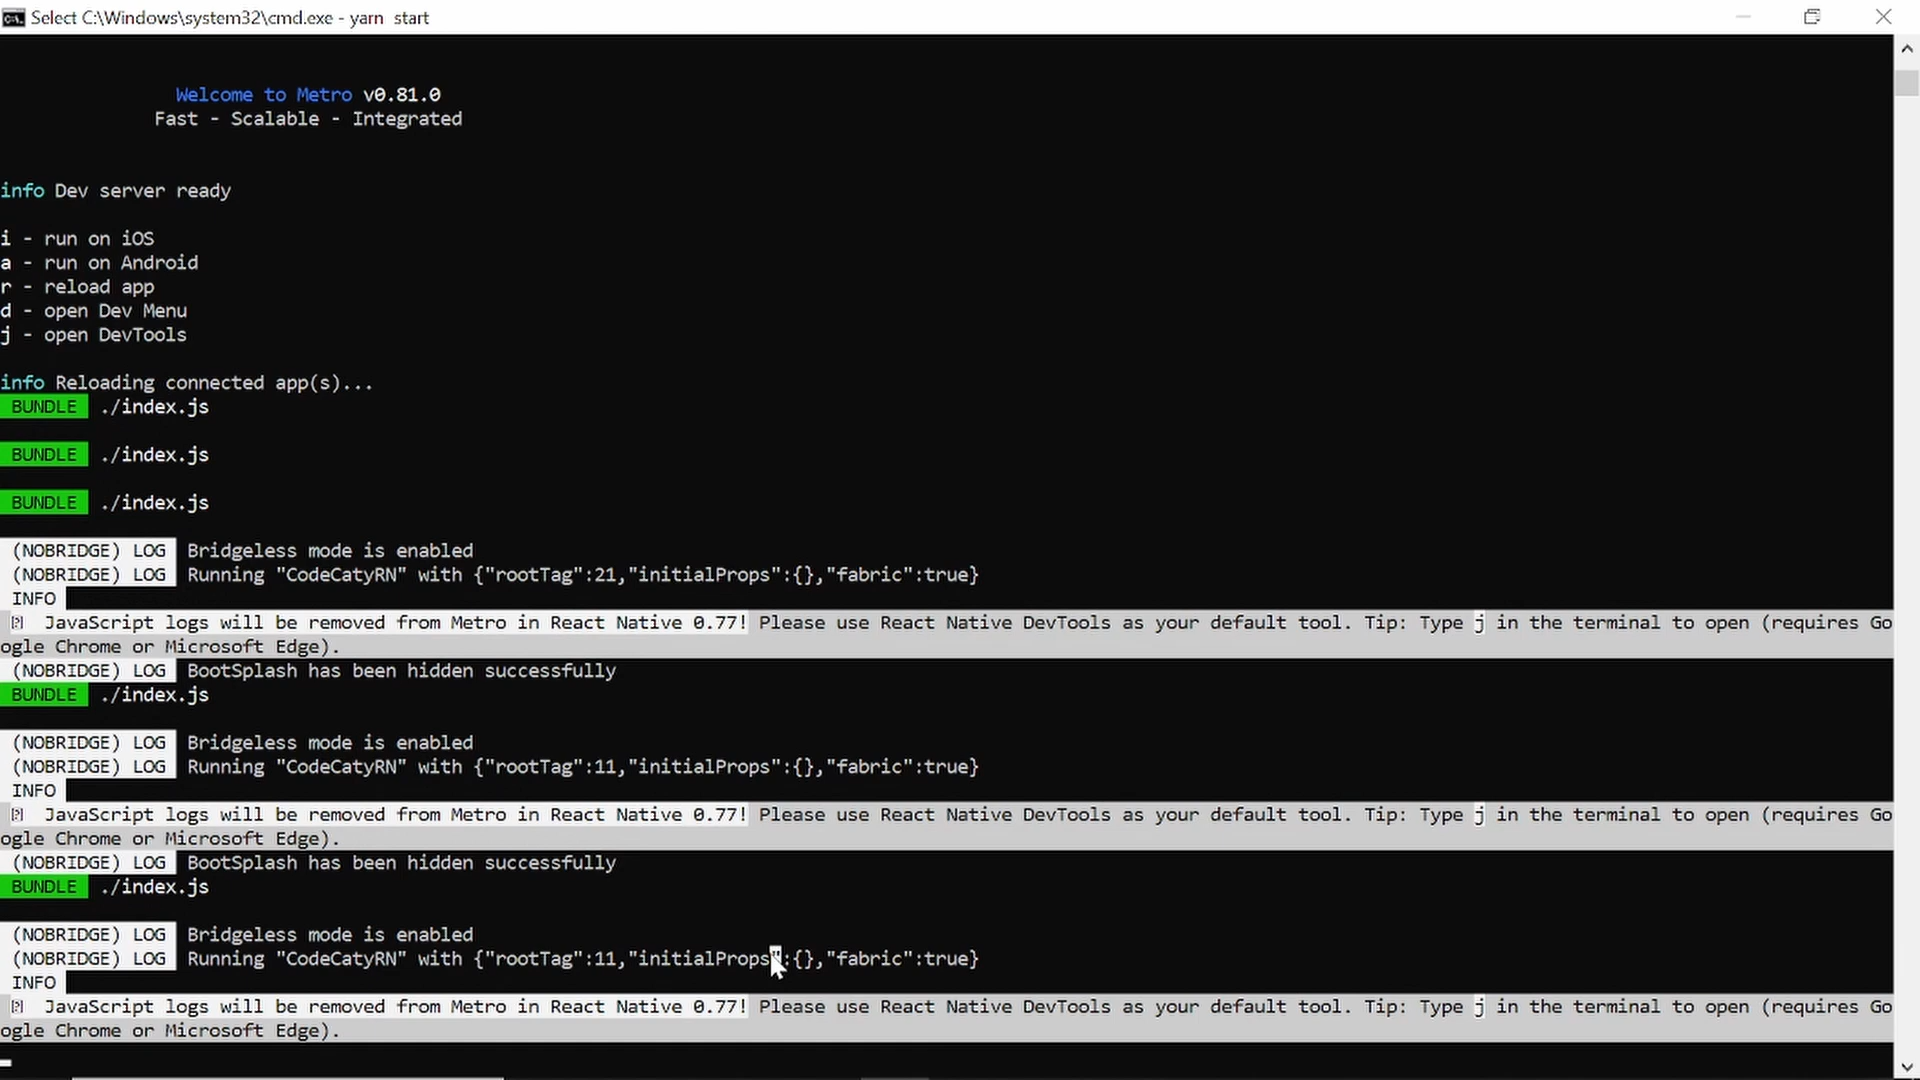 Select C:\Windows\system32\cmd.exe - yarn  start
Welcome to Metro v0.81.0
Fast - Scalable - Integrated
info Dev server ready
i - run on iOS
a - run on Android
r - reload app
d - open Dev Menu
j - open DevTools
info Reloading connected app(s)...
BUNDLE ./index.js
BUNDLE ./index.js
BUNDLE ./index.js
(NOBRIDGE) LOG Bridgeless mode is enabled
(NOBRIDGE) LOG Running "CodeCatyRN" with {"rootTag":21,"initialProps":{},"fabric":true}
INFO
JavaScript logs will be removed from Metro in React Native 0.77! Please use React Native DevTools as your default tool. Tip: Type j in the terminal to open (requires Go
ogle Chrome or Microsoft Edge).
(NOBRIDGE) LOG BootSplash has been hidden successfully
BUNDLE ./index.js
(NOBRIDGE) LOG Bridgeless mode is enabled
(NOBRIDGE) LOG Running "CodeCatyRN" with {"rootTag":11,"initialProps":{},"fabric":true}
INFO
JavaScript logs will be removed from Metro in React Native 0.77! Please use React Native DevTools as your default tool. Tip: Type j in the terminal to open (requires Go
ogle Chrome or Microsoft Edge).
(NOBRIDGE) LOG BootSplash has been hidden successfully
BUNDLE ./index.js
(NOBRIDGE) LOG Bridgeless mode is enabled
(NOBRIDGE) LOG Running "CodeCatyRN" with {"rootTag":11,"initialProps":{},"fabric":true}
INFO
JavaScript logs will be removed from Metro in React Native 0.77! Please use React Native DevTools as your default tool. Tip: Type j in the terminal to open (requires Go
ogle Chrome or Microsoft Edge).